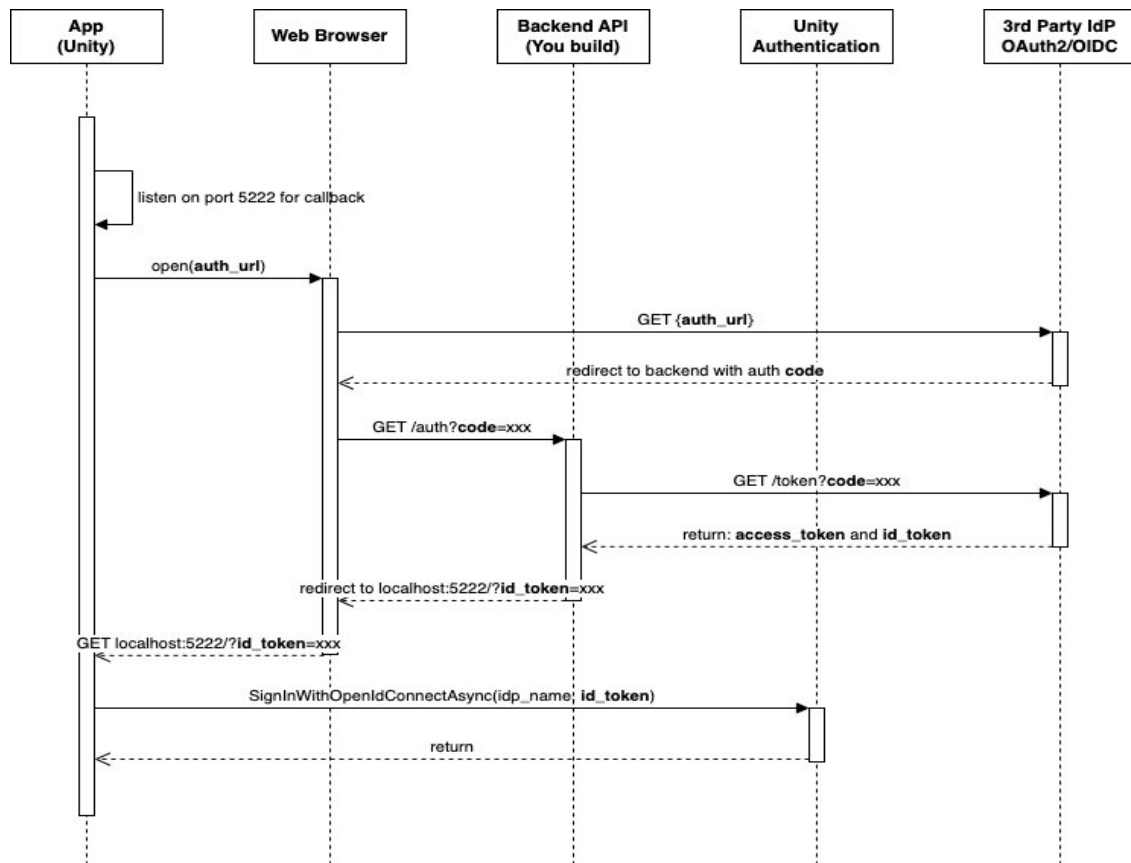 App
(Unity)
Web Browser
Backend API
(You build)
Unity
Authentication
3rd Party IdP
OAuth2/OIDC
listen on port 5222 for callback
open(auth_url)
GET {auth_url}
redirect to backend with auth code
GET /auth?code=xxx
GET /token?code=xxx
return: access_token and id_token
redirect to localhost:5222/?id_token=xxx
GET localhost:5222/?id_token=xxx
SignInWithOpenIdConnectAsync(idp_name, id_token)
return